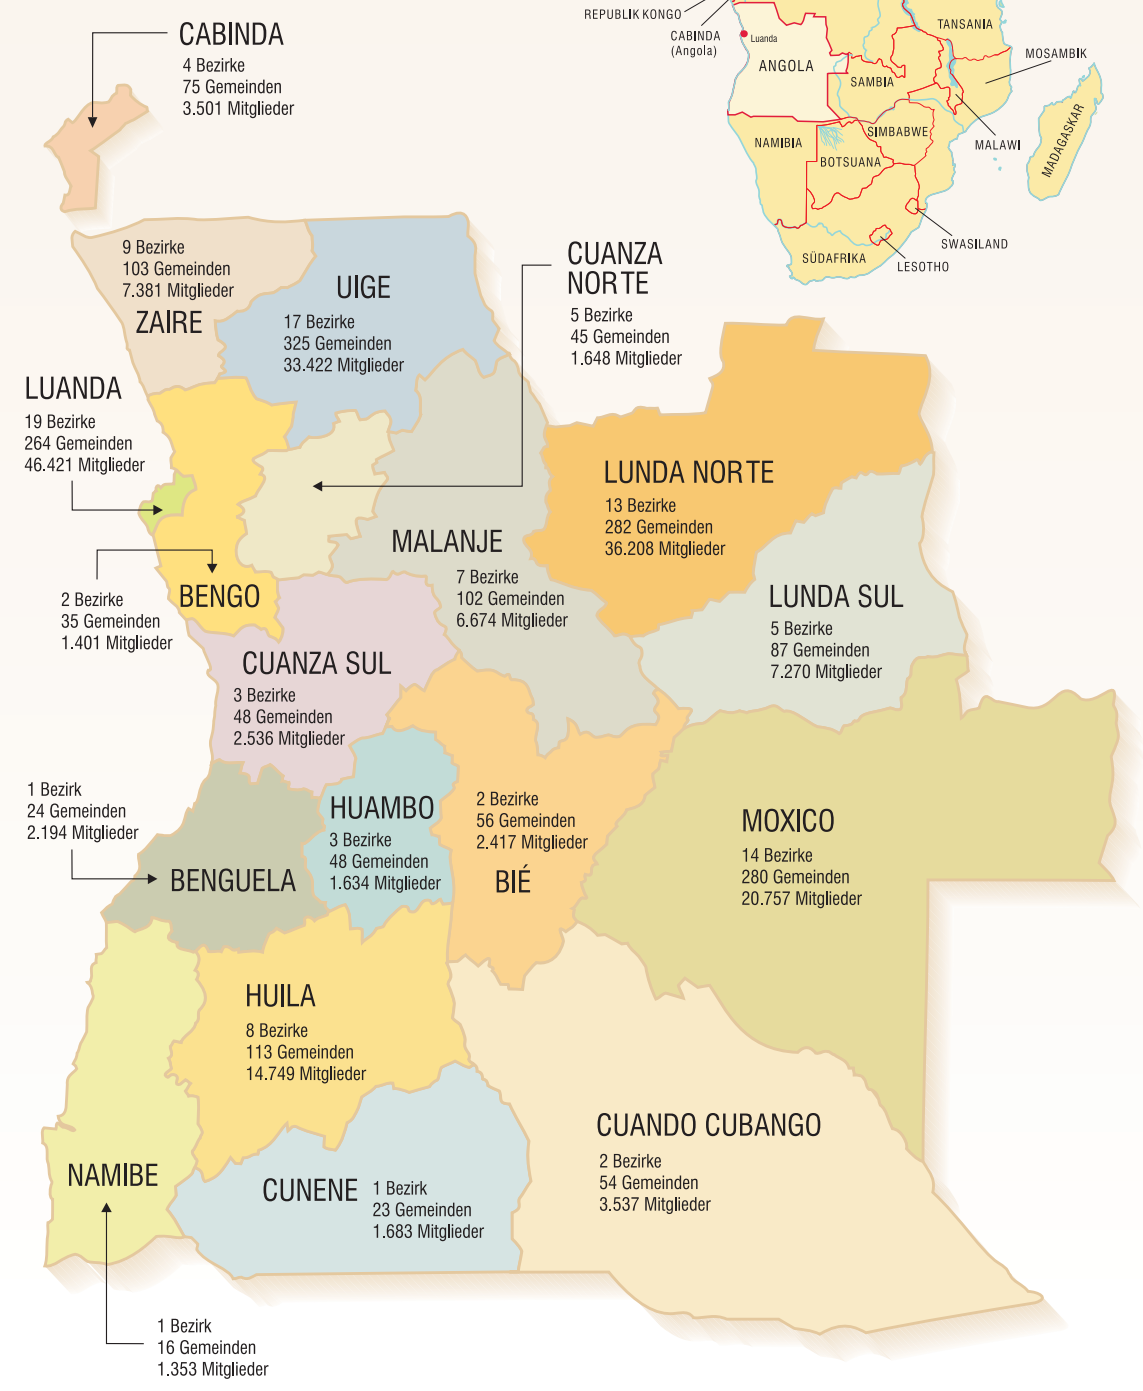 CABINDA
4 Bezirke
75 Gemeinden
3.501 Mitglieder
REPUBLIK KONGO
CABINDA
(Angola)
Luanda
ANGOLA
TANSANIA
MOSAMBIK
SAMBIA
SIMBABWE
MALAWI
MADAGASKAR
NAMIBIA
BOTSUANA
SWASILAND
SÜDAFRIKA
LESOTHO
9 Bezirke
103 Gemeinden
7.381 Mitglieder
ZAIRE
UIGE
17 Bezirke
325 Gemeinden
33.422 Mitglieder
CUANZA
NORTE
5 Bezirke
45 Gemeinden
1.648 Mitglieder
LUANDA
19 Bezirke
264 Gemeinden
46.421 Mitglieder
LUNDA NORTE
13 Bezirke
282 Gemeinden
36.208 Mitglieder
MALANJE
7 Bezirke
102 Gemeinden
6.674 Mitglieder
BENGO
2 Bezirke
35 Gemeinden
1.401 Mitglieder
LUNDA SUL
5 Bezirke
87 Gemeinden
7.270 Mitglieder
CUANZA SUL
3 Bezirke
48 Gemeinden
2.536 Mitglieder
1 Bezirk
24 Gemeinden
2.194 Mitglieder
BENGUELA
HUAMBO
3 Bezirke
48 Gemeinden
1.634 Mitglieder
2 Bezirke
56 Gemeinden
2.417 Mitglieder
BIÉ
MOXICO
14 Bezirke
280 Gemeinden
20.757 Mitglieder
HUILA
8 Bezirke
113 Gemeinden
14.749 Mitglieder
CUANDO CUBANGO
2 Bezirke
54 Gemeinden
3.537 Mitglieder
NAMIBE
CUNENE
1 Bezirk
23 Gemeinden
1.683 Mitglieder
1 Bezirk
16 Gemeinden
1.353 Mitglieder